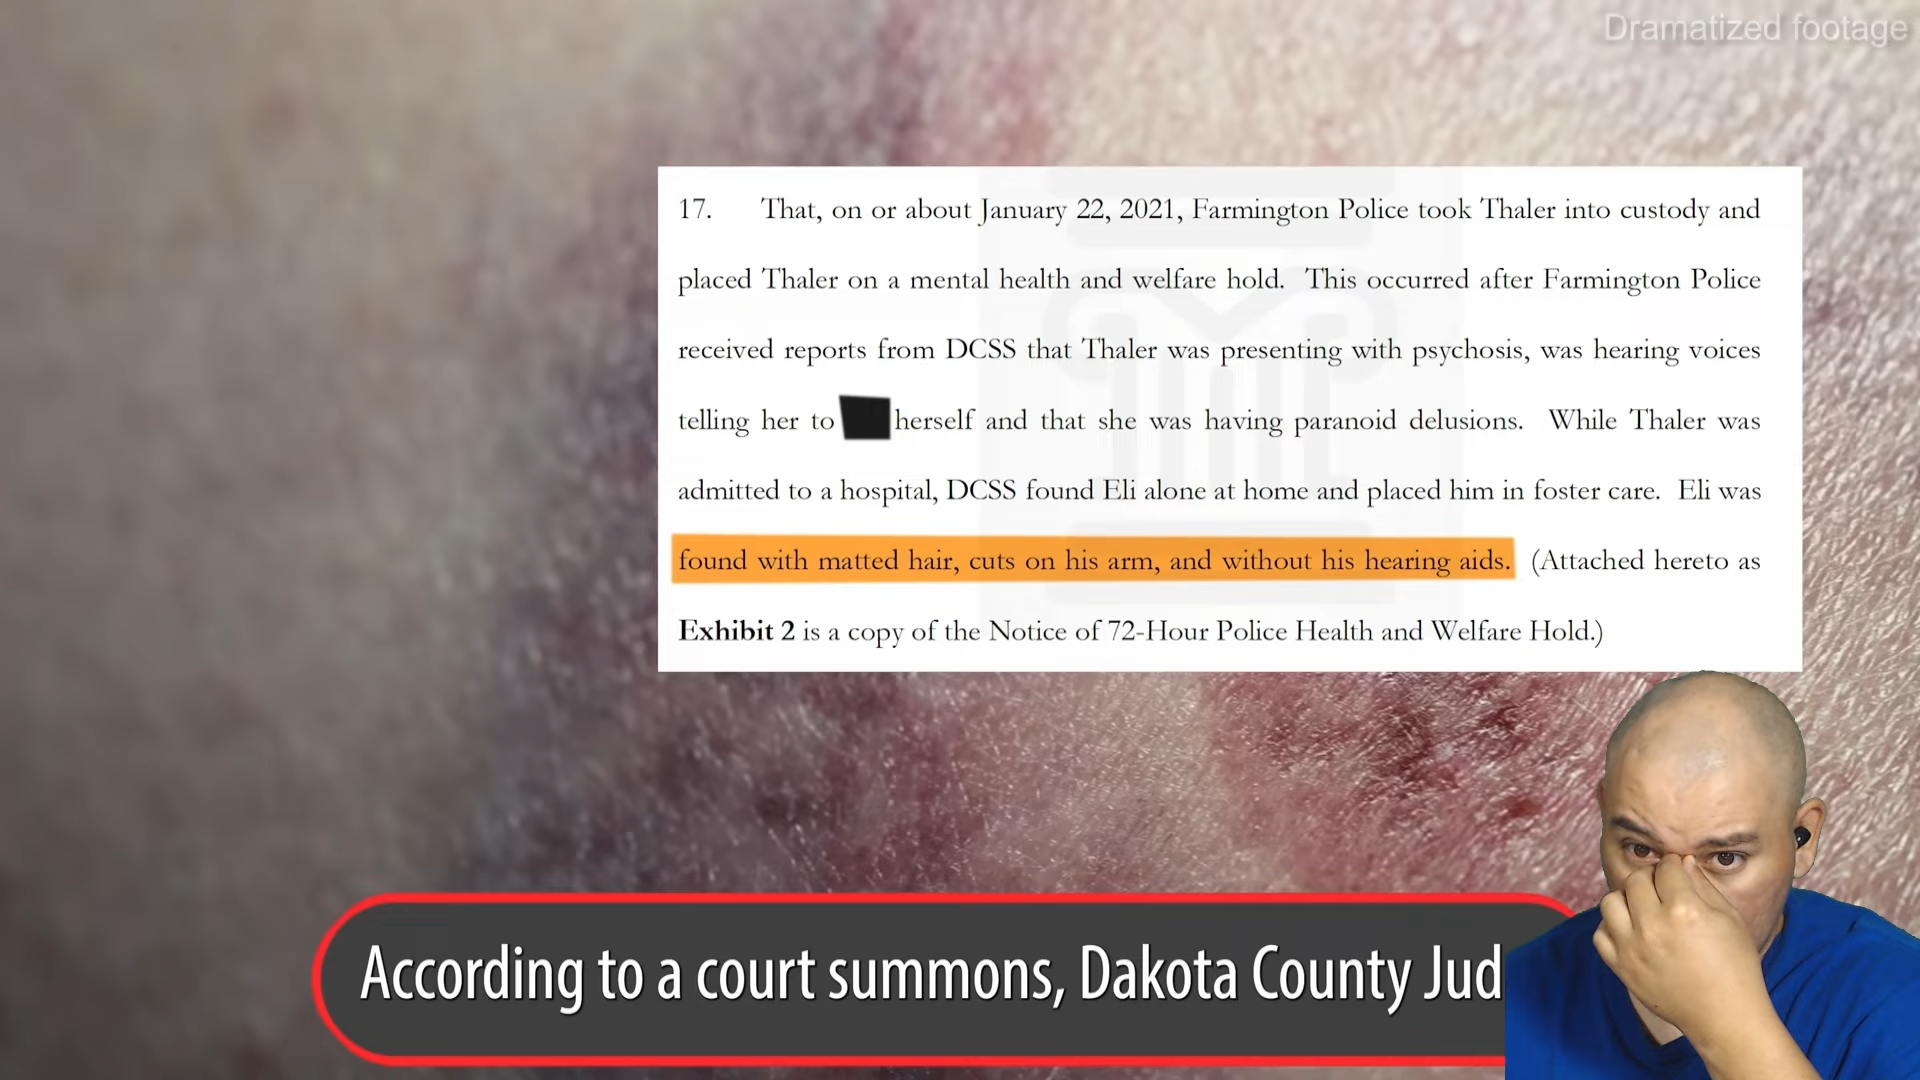 Dramatized footage
17. That, on or about January 22, 2021, Farmington Police took Thaler into custody and
placed Thaler on a mental health and welfare hold. This occurred after Farmington Police
received reports from DCSS that Thaler was presenting with psychosis, was hearing voices
telling her to herself and that she was having paranoid delusions. While Thaler was
admitted to a hospital, DCSS found Eli alone at home and placed him in foster care. Eli was
found with matted hair, cuts on his arm, and without his hearing aids. (Attached hereto as
Exhibit 2 is a copy of the Notice of 72-Hour Police Health and Welfare Hold.)
According to a court summons, Dakota County Jud